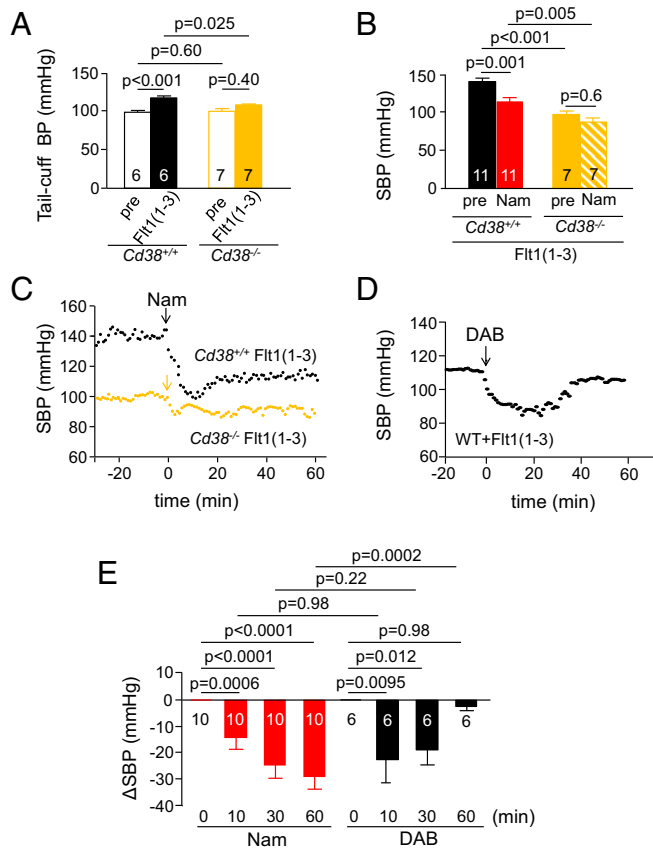 A
p=0.025
p=0.60
p<0.001
p=0.40
Tail-cuff BP (mmHg)
150
100
50
0
6
6
7
7
pre
Flt1(1-3)
pre
Flt1(1-3)
Cd38+/+
Cd38-/-
B
p=0.005
p<0.001
p=0.001
p=0.6
SBP (mmHg)
150
100
50
0
11
11
7
7
pre
Nam
pre
Nam
Cd38+/+
Cd38-/-
Flt1(1-3)
C
Nam
SBP (mmHg)
160
140
120
100
80
60
Cd38+/+ Flt1(1-3)
Cd38-/- Flt1(1-3)
-20
0
20
40
60
time (min)
D
DAB
SBP (mmHg)
140
120
100
80
60
WT+Flt1(1-3)
-20
0
20
40
60
time (min)
E
p=0.0002
p=0.22
p=0.98
p<0.0001
p=0.98
p<0.0001
p=0.012
p=0.0006
p=0.0095
ΔSBP (mmHg)
0
-10
-20
-30
-40
10
10
10
10
6
6
6
6
0
10
30
60
0
10
30
60
(min)
Nam
DAB